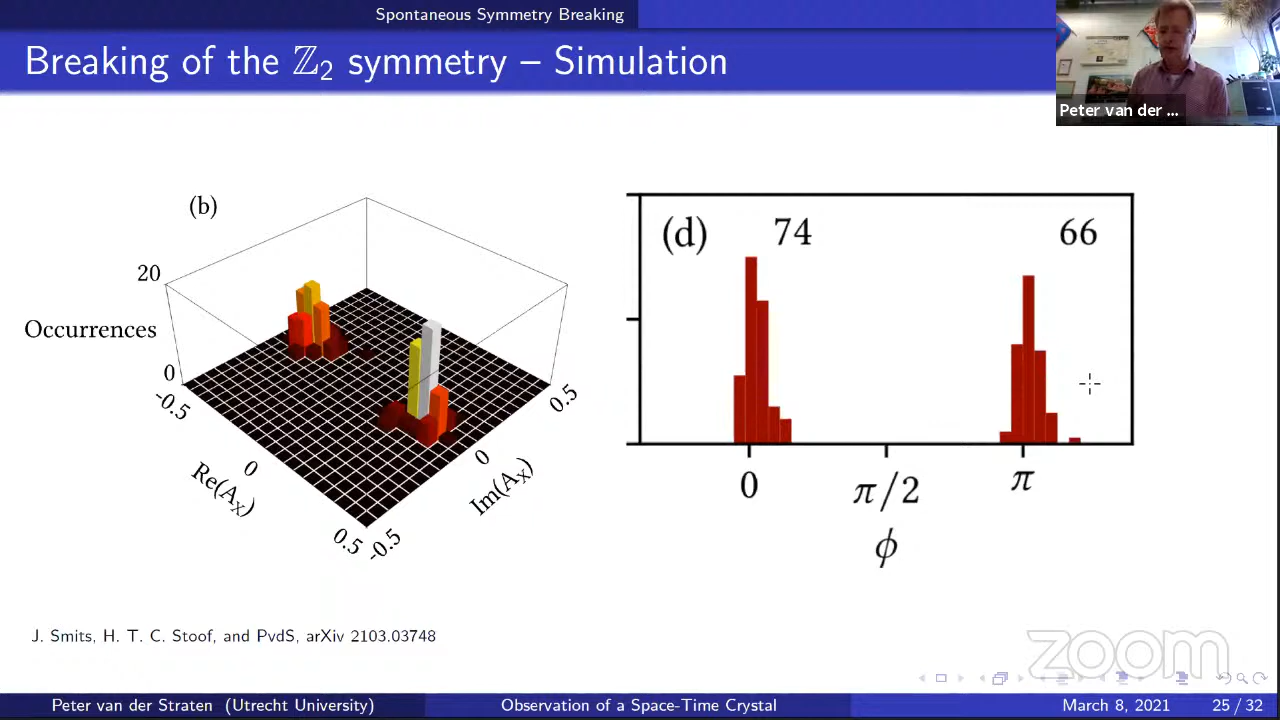 Spontaneous Symmetry Breaking
Breaking of the ℤ₂ symmetry – Simulation
Peter van der ...
(b)
20
Occurrences
0
-0.5
0
0.5
Re(A_X)
-0.5
0
0.5
Im(A_X)
(d)
74
66
0
π/2
π
ϕ
J. Smits, H. T. C. Stoof, and PvdS, arXiv 2103.03748
zoom
Peter van der Straten (Utrecht University)
Observation of a Space-Time Crystal
March 8, 2021
25 / 32